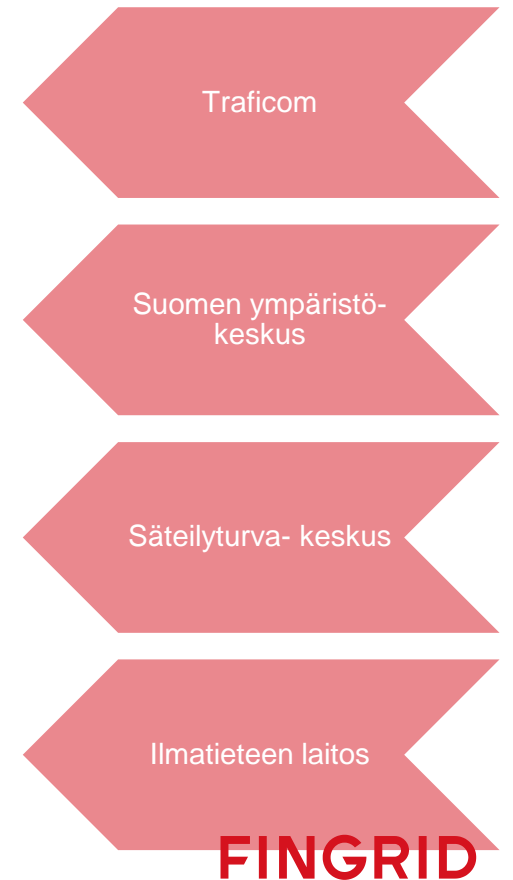 Traficom
Suomen ympäristö-
keskus
Säteilyturva- keskus
Ilmatieteen laitos
FINGRID